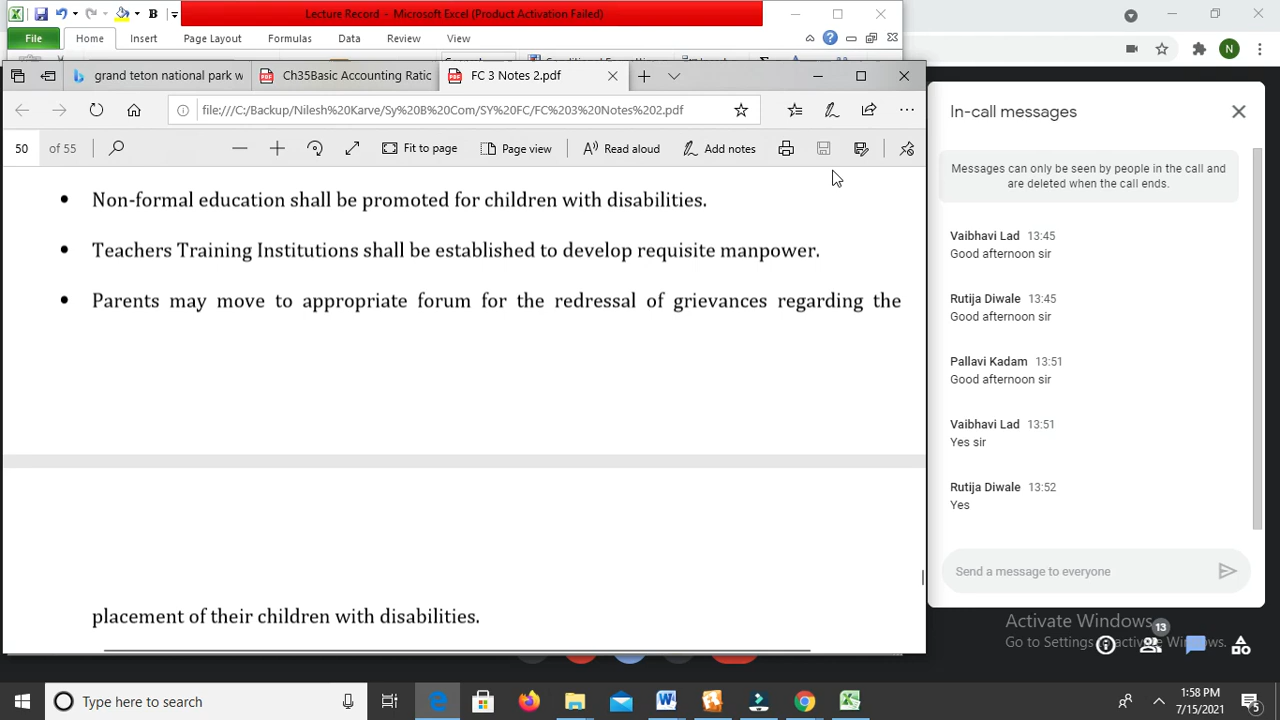 Lecture Record - Microsoft Excel (Product Activation Failed)
File Home Insert Page Layout Formulas Data Review View
grand teton national park w
Ch35Basic Accounting Ratic
FC 3 Notes 2.pdf
file:///C:/Backup/Nilesh%20Karve/Sy%20B%20Com/SY%20FC/FC%203%20Notes%202.pdf
50 of 55
Fit to page
Page view
Read aloud
Add notes
• Non-formal education shall be promoted for children with disabilities.
• Teachers Training Institutions shall be established to develop requisite manpower.
• Parents may move to appropriate forum for the redressal of grievances regarding the
placement of their children with disabilities.
N
In-call messages
Messages can only be seen by people in the call and
are deleted when the call ends.
Vaibhavi Lad 13:45
Good afternoon sir
Rutija Diwale 13:45
Good afternoon sir
Pallavi Kadam 13:51
Good afternoon sir
Vaibhavi Lad 13:51
Yes sir
Rutija Diwale 13:52
Yes
Send a message to everyone
Activate Windows
13
Type here to search
1:58 PM
7/15/2021
5